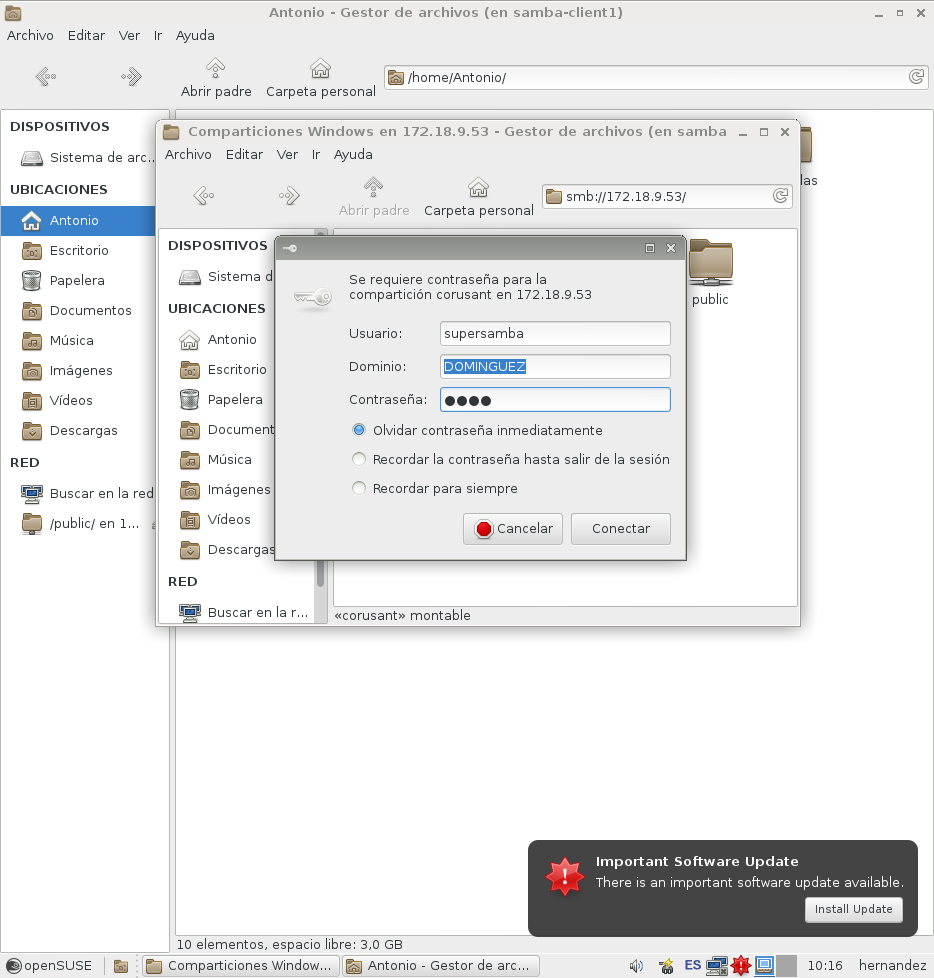 Antonio - Gestor de archivos (en samba-client1)
Archivo Editar Ver Ir Ayuda
Abrir padre Carpeta personal /home/Antonio/
DISPOSITIVOS
Sistema de arc...
UBICACIONES
Antonio
Escritorio
Papelera
Documentos
Música
Imágenes
Vídeos
Descargas
RED
Buscar en la red
/public/ en 1...
las
Comparticiones Windows en 172.18.9.53 - Gestor de archivos (en samba
Archivo Editar Ver Ir Ayuda
Abrir padre Carpeta personal smb://172.18.9.53/
DISPOSITIVOS
Sistema d
UBICACIONES
Antonio
Escritorio
Papelera
Document
Música
Imágenes
Vídeos
Descargas
RED
Buscar en la r...
public
«corusant» montable
Se requiere contraseña para la
compartición corusant en 172.18.9.53
Usuario: supersamba
Dominio: DOMINGUEZ
Contraseña: ●●●●
Olvidar contraseña inmediatamente
Recordar la contraseña hasta salir de la sesión
Recordar para siempre
Cancelar Conectar
Important Software Update
There is an important software update available.
Install Update
10 elementos, espacio libre: 3,0 GB
openSUSE Comparticiones Window... Antonio - Gestor de arc... ES 10:16 hernandez